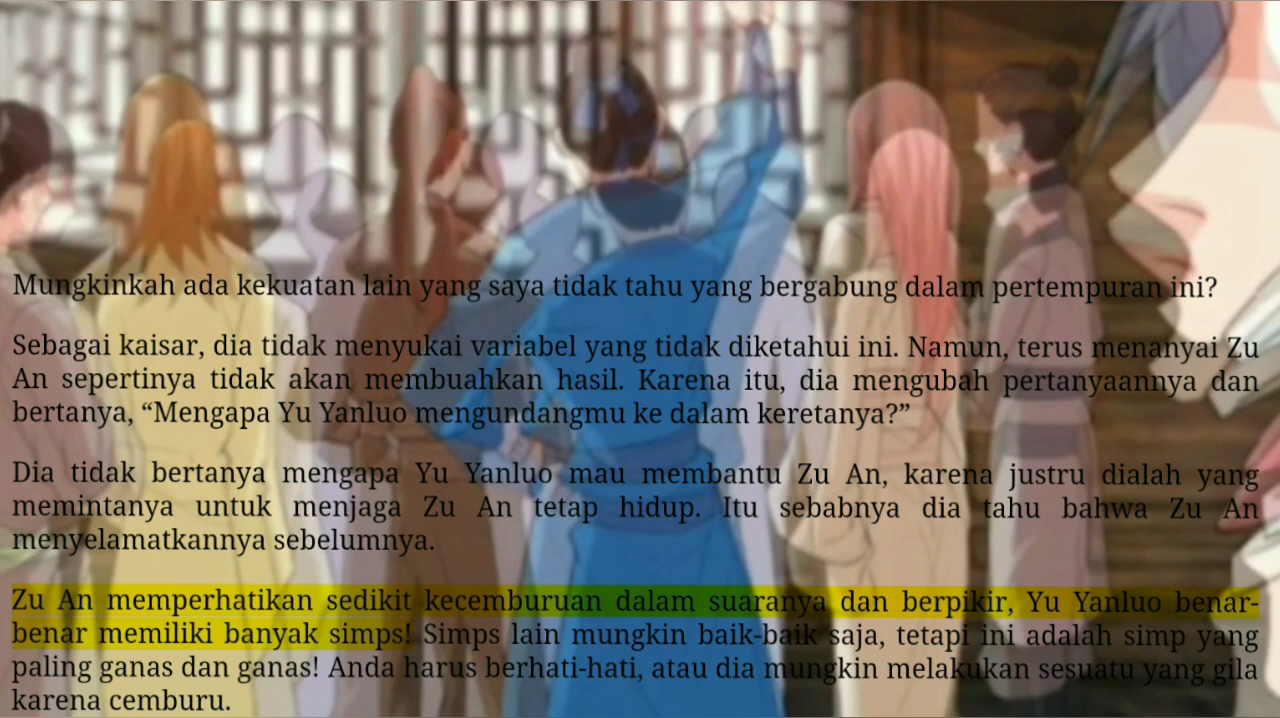 Mungkinkah ada kekuatan lain yang saya tidak tahu yang bergabung dalam pertempuran ini?
Sebagai kaisar, dia tidak menyukai variabel yang tidak diketahui ini. Namun, terus menanyai Zu
An sepertinya tidak akan membuahkan hasil. Karena itu, dia mengubah pertanyaannya dan
bertanya, “Mengapa Yu Yanluo mengundangmu ke dalam keretanya?”
Dia tidak bertanya mengapa Yu Yanluo mau membantu Zu An, karena justru dialah yang
memintanya untuk menjaga Zu An tetap hidup. Itu sebabnya dia tahu bahwa Zu An
menyelamatkannya sebelumnya.
Zu An memperhatikan sedikit kecemburuan dalam suaranya dan berpikir, Yu Yanluo benar-
benar memiliki banyak simps! Simps lain mungkin baik-baik saja, tetapi ini adalah simp yang
paling ganas dan ganas! Anda harus berhati-hati, atau dia mungkin melakukan sesuatu yang gila
karena cemburu.